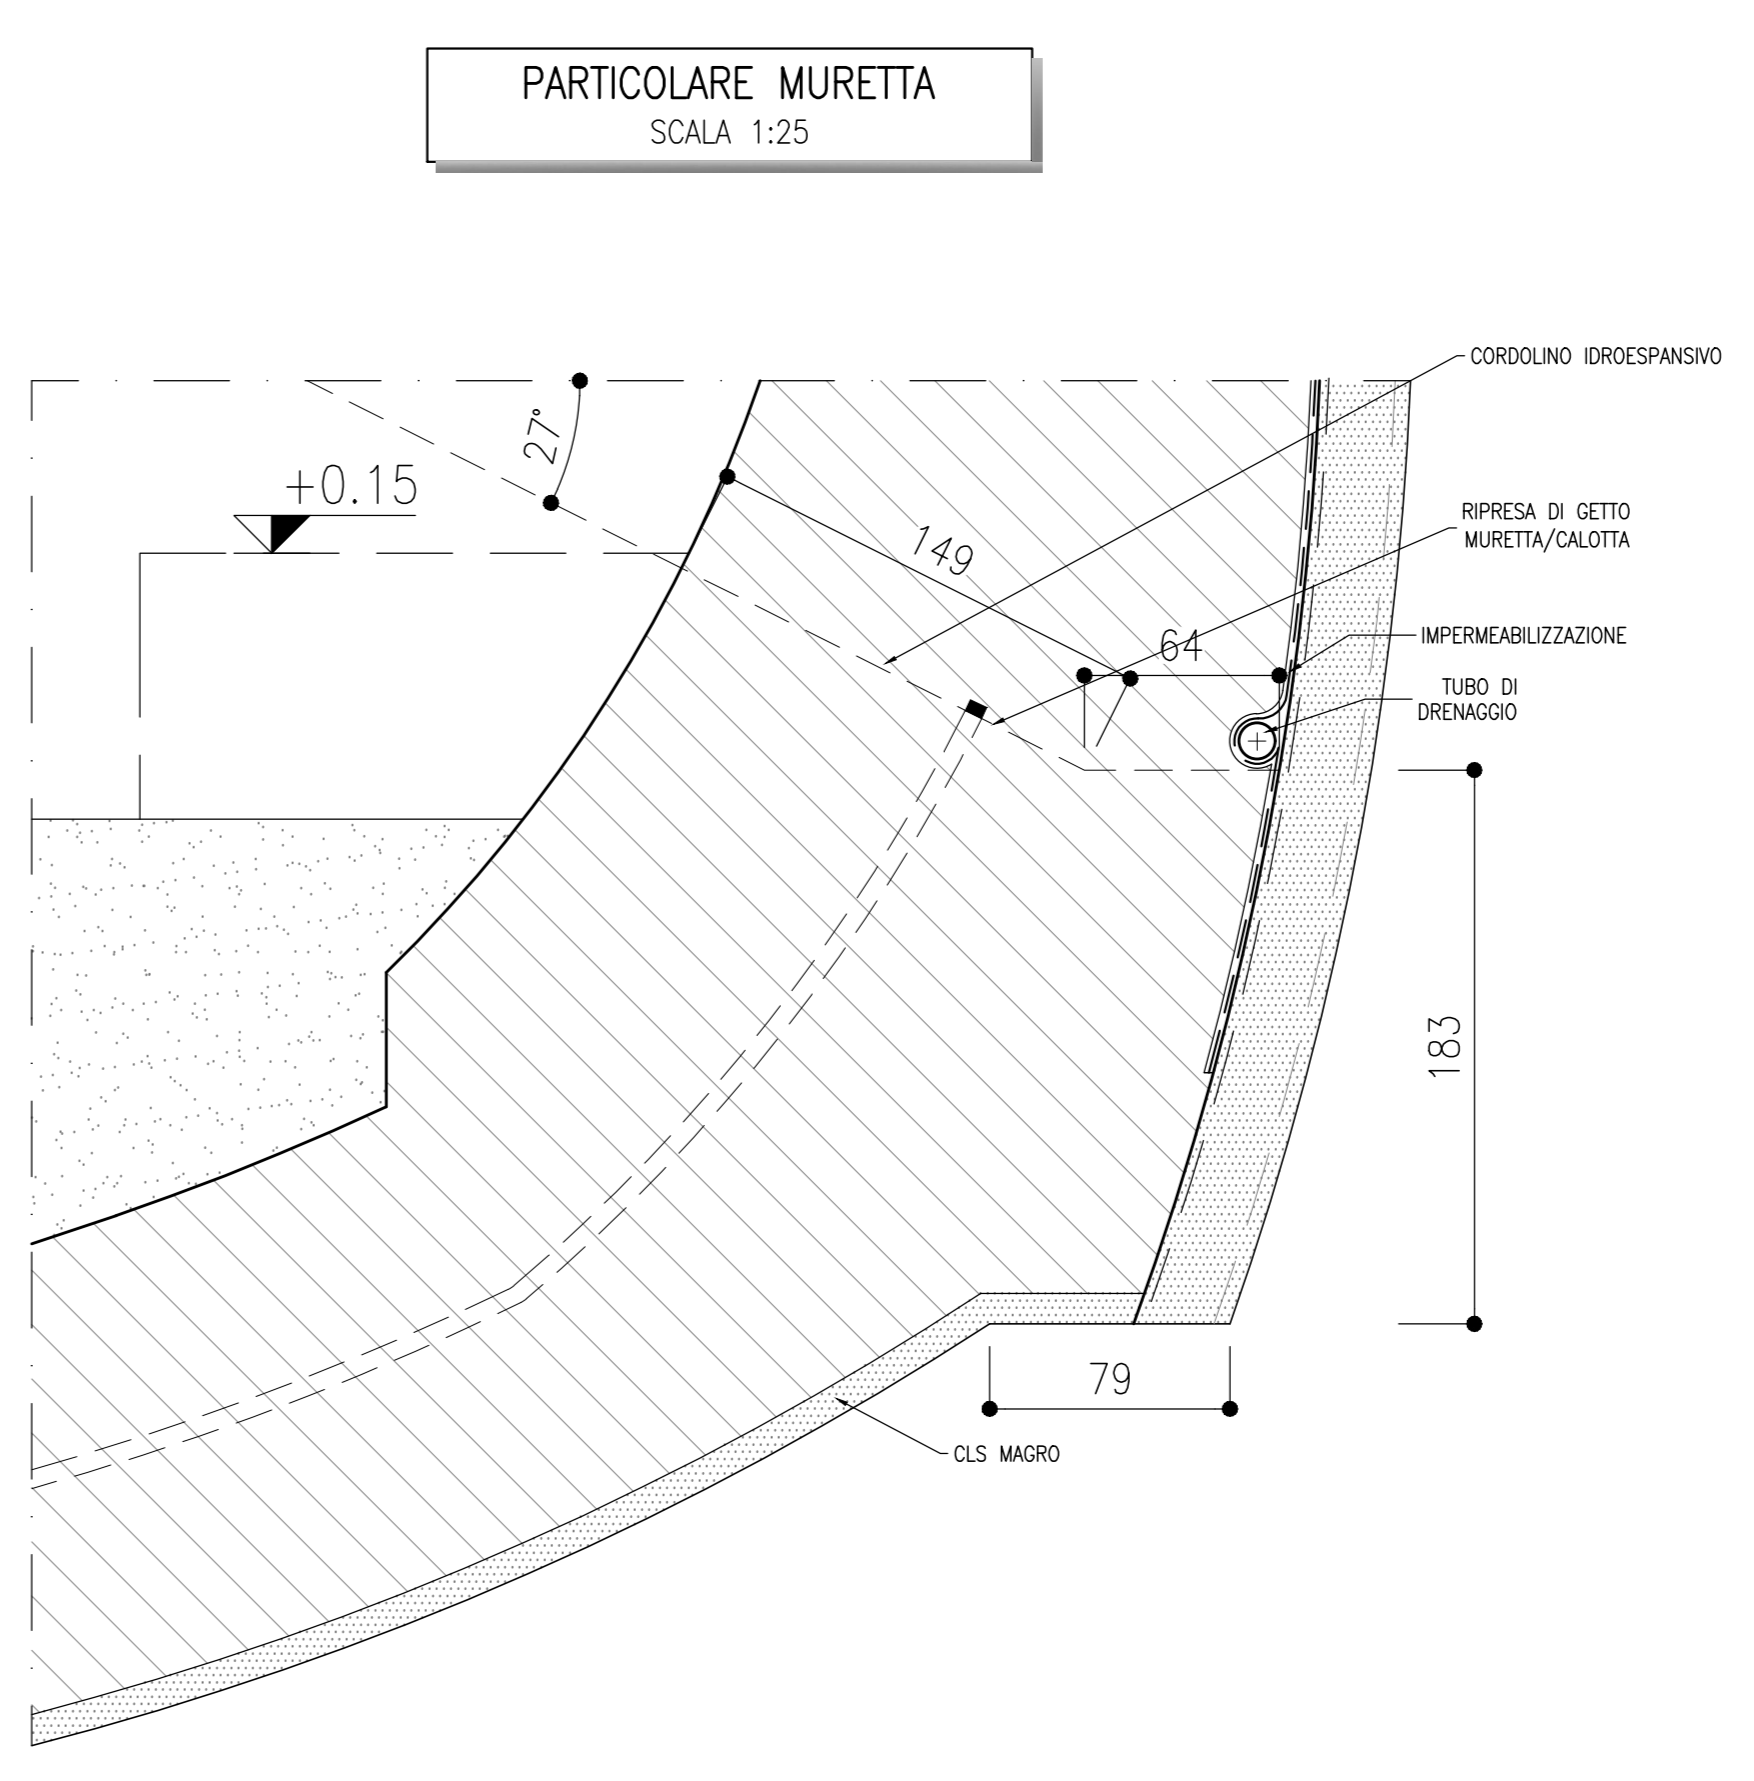 PARTICOLARE MURETTA
SCALA 1:25
CORDOLINO IDROESPANSIVO
27°
+0.15
RIPRESA DI GETTO
MURETTA/CALOTTA
149
64
IMPERMEABILIZZAZIONE
TUBO DI
DRENAGGIO
183
79
CLS MAGRO